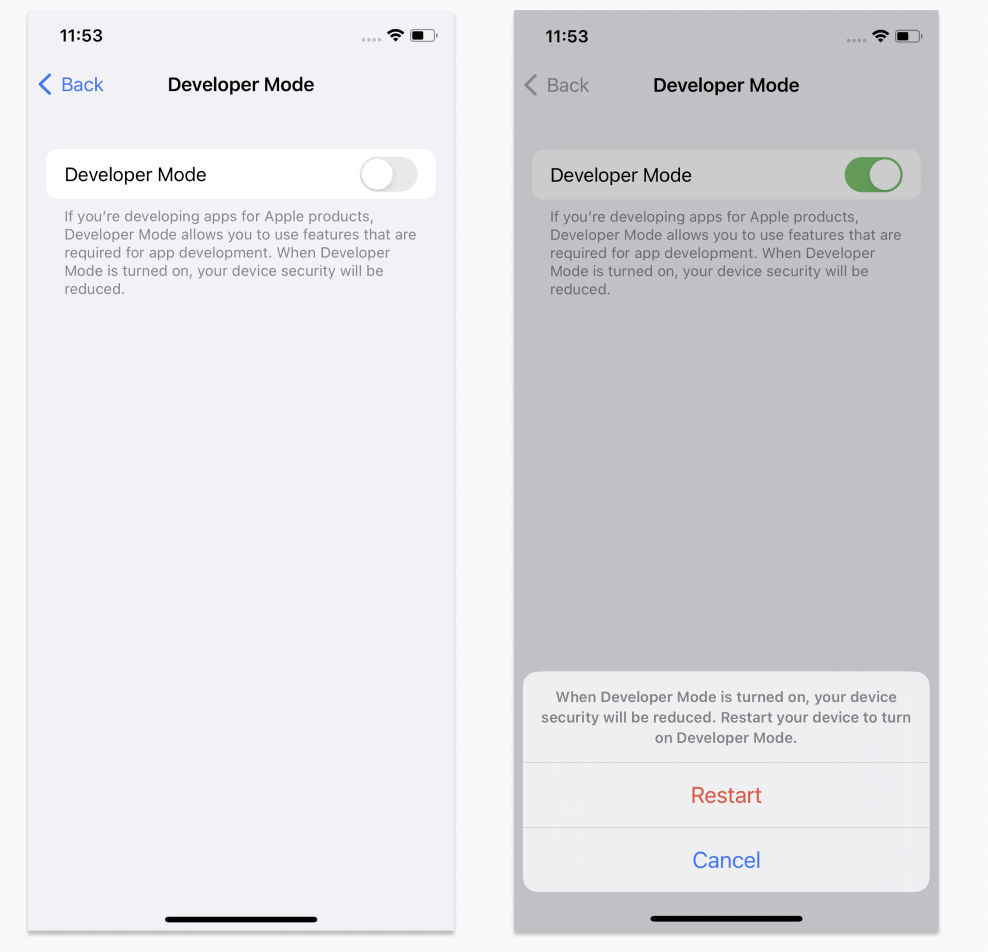 11:53
Back
Developer Mode
Developer Mode
If you’re developing apps for Apple products,
Developer Mode allows you to use features that are
required for app development. When Developer
Mode is turned on, your device security will be
reduced.
11:53
Back
Developer Mode
Developer Mode
If you’re developing apps for Apple products,
Developer Mode allows you to use features that are
required for app development. When Developer
Mode is turned on, your device security will be
reduced.
When Developer Mode is turned on, your device
security will be reduced. Restart your device to turn
on Developer Mode.
Restart
Cancel